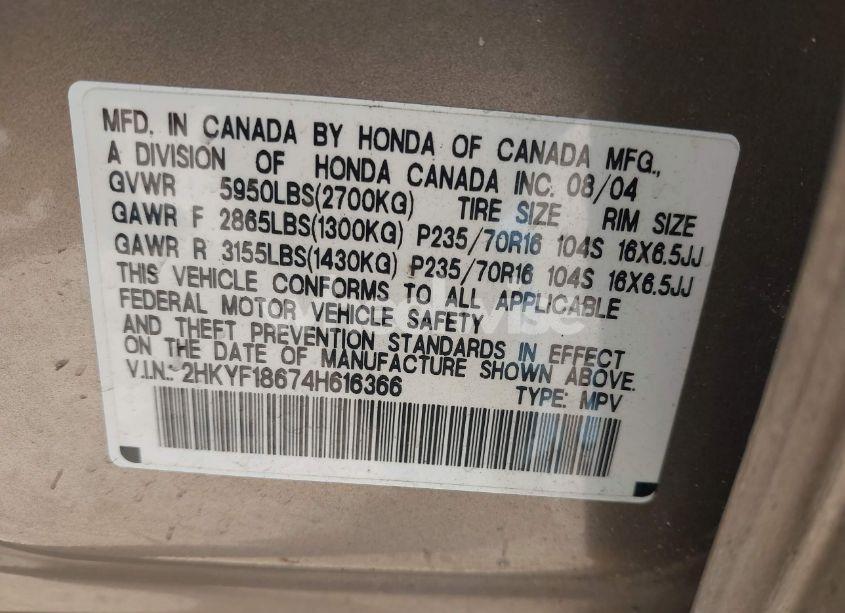 MFD. IN CANADA BY HONDA OF CANADA MFG.,
A DIVISION OF HONDA CANADA INC. 08/04
GVWR 5950LBS(2700KG) TIRE SIZE RIM SIZE
GAWR F 2865LBS(1300KG) P235/70R16 104S 16X6.5JJ
GAWR R 3155LBS(1430KG) P235/70R16 104S 16X6.5JJ
THIS VEHICLE CONFORMS TO ALL APPLICABLE
FEDERAL MOTOR VEHICLE SAFETY
AND THEFT PREVENTION STANDARDS IN EFFECT
ON THE DATE OF MANUFACTURE SHOWN ABOVE.
V.I.N.: 2HKYF18674H616366 TYPE: MPV